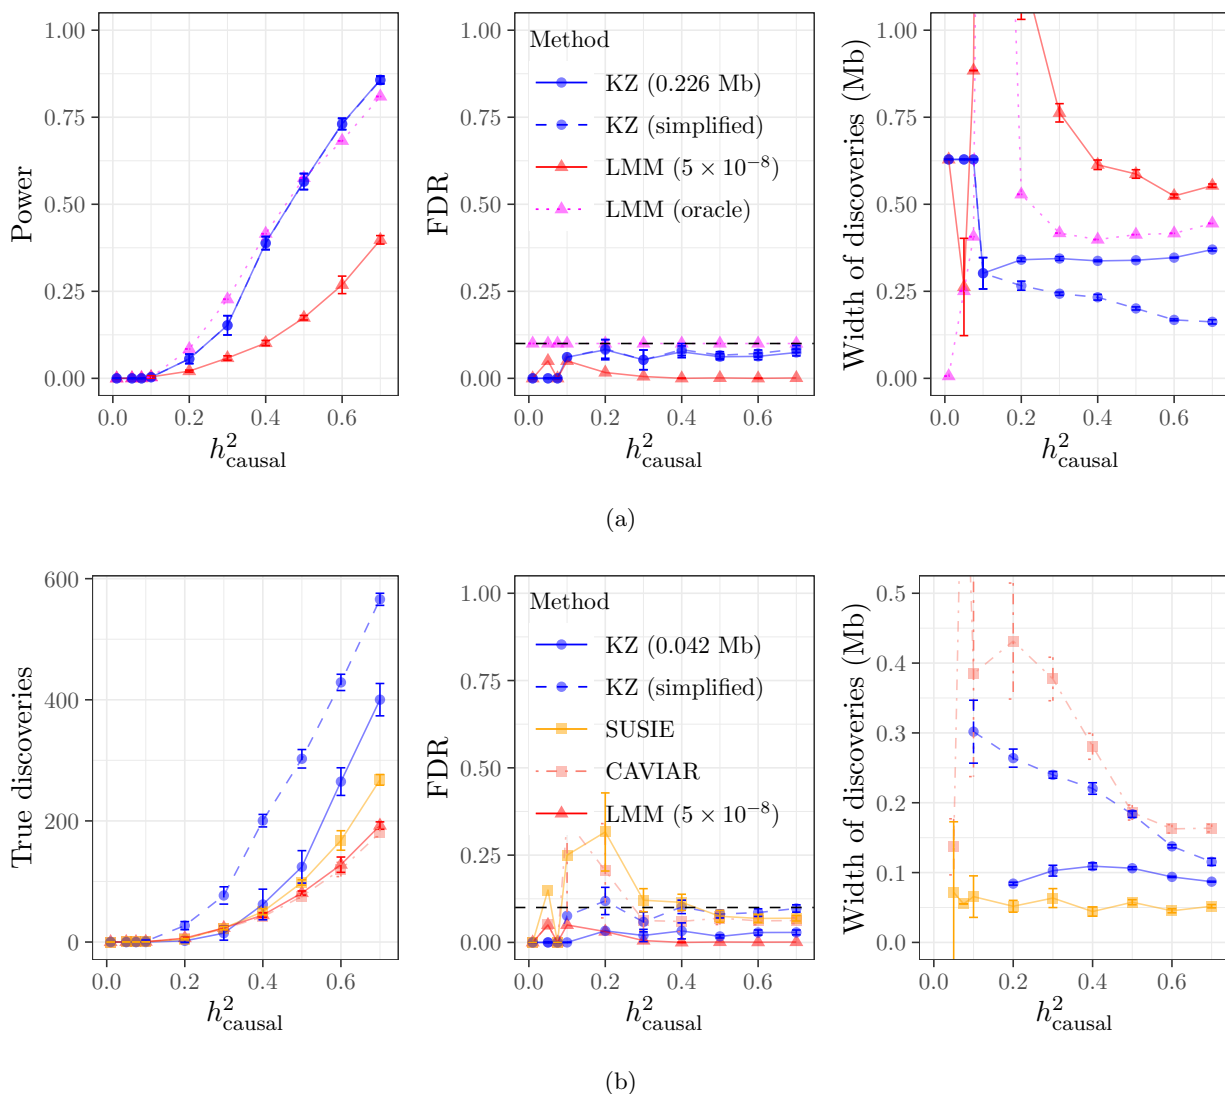 Power
1.00
0.75
0.50
0.25
0.00
0.0 0.2 0.4 0.6
h²causal
FDR
1.00
0.75
0.50
0.25
0.00
Method
KZ (0.226 Mb)
KZ (simplified)
LMM (5 × 10⁻⁸)
LMM (oracle)
0.0 0.2 0.4 0.6
h²causal
Width of discoveries (Mb)
1.00
0.75
0.50
0.25
0.00
0.0 0.2 0.4 0.6
h²causal
(a)
True discoveries
600
400
200
0
0.0 0.2 0.4 0.6
h²causal
FDR
1.00
0.75
0.50
0.25
0.00
Method
KZ (0.042 Mb)
KZ (simplified)
SUSIE
CAVIAR
LMM (5 × 10⁻⁸)
0.0 0.2 0.4 0.6
h²causal
Width of discoveries (Mb)
0.5
0.4
0.3
0.2
0.1
0.0
0.0 0.2 0.4 0.6
h²causal
(b)